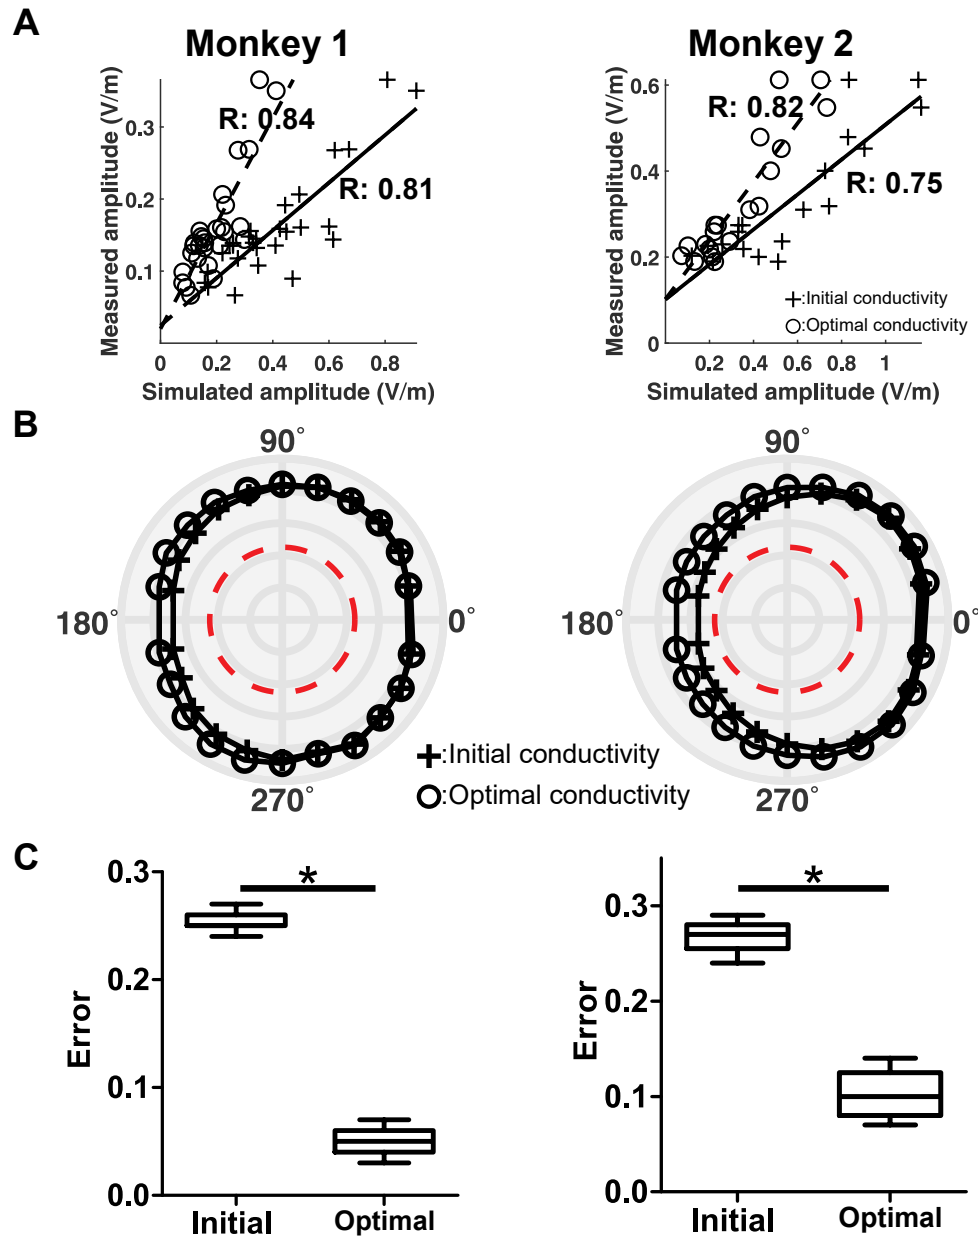 A
Monkey 1
Monkey 2
Measured amplitude (V/m)
0.3
0.2
0.1
0
0.2
0.4
0.6
0.8
Simulated amplitude (V/m)
R: 0.84
R: 0.81
Measured amplitude (V/m)
0.6
0.4
0.2
0
0
0.2
0.4
0.6
0.8
1
Simulated amplitude (V/m)
R: 0.82
R: 0.75
+:Initial conductivity
○:Optimal conductivity
B
90°
180°
0°
270°
90°
180°
0°
270°
+:Initial conductivity
○:Optimal conductivity
C
Error
0.3
0.2
0.1
0.0
*
Initial
Optimal
Error
0.3
0.2
0.1
0.0
*
Initial
Optimal